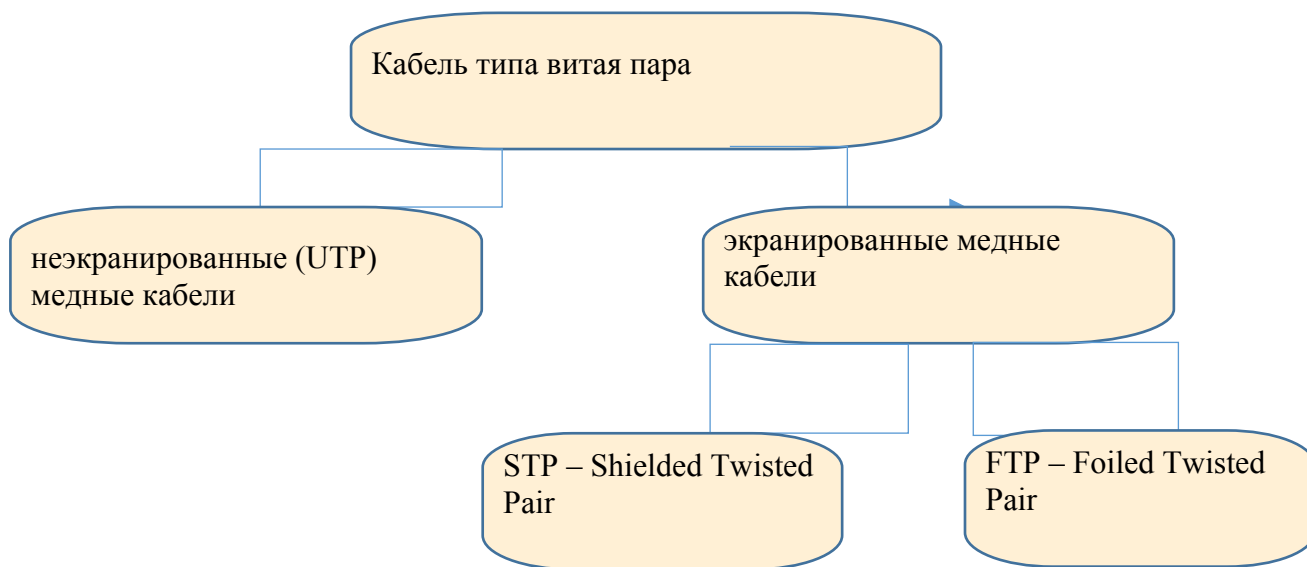 Кабель типа витая пара
неэкранированные (UTP)
медные кабели
экранированные медные
кабели
STP – Shielded Twisted
Pair
FTP – Foiled Twisted
Pair